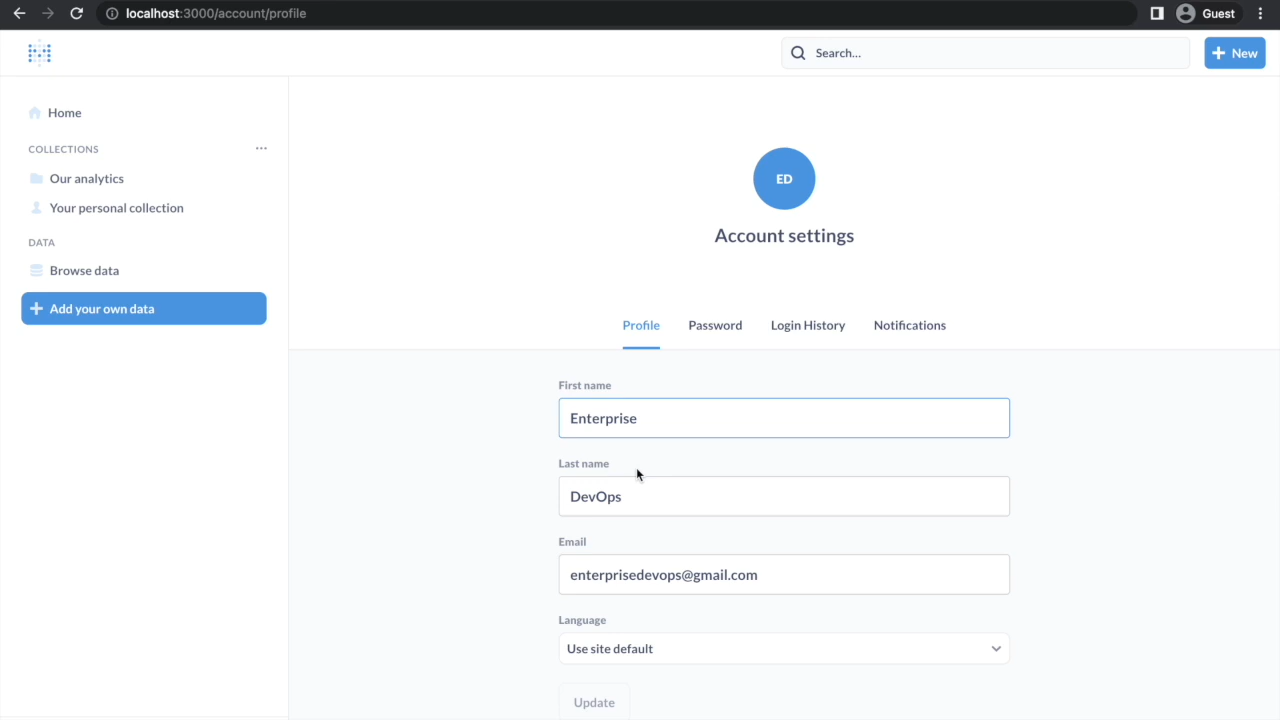 localhost:3000/account/profile
Guest
Search...
New
Home
COLLECTIONS
Our analytics
Your personal collection
DATA
Browse data
Add your own data
ED
Account settings
Profile Password Login History Notifications
First name
Enterprise
Last name
DevOps
Email
enterprisedevops@gmail.com
Language
Use site default
Update